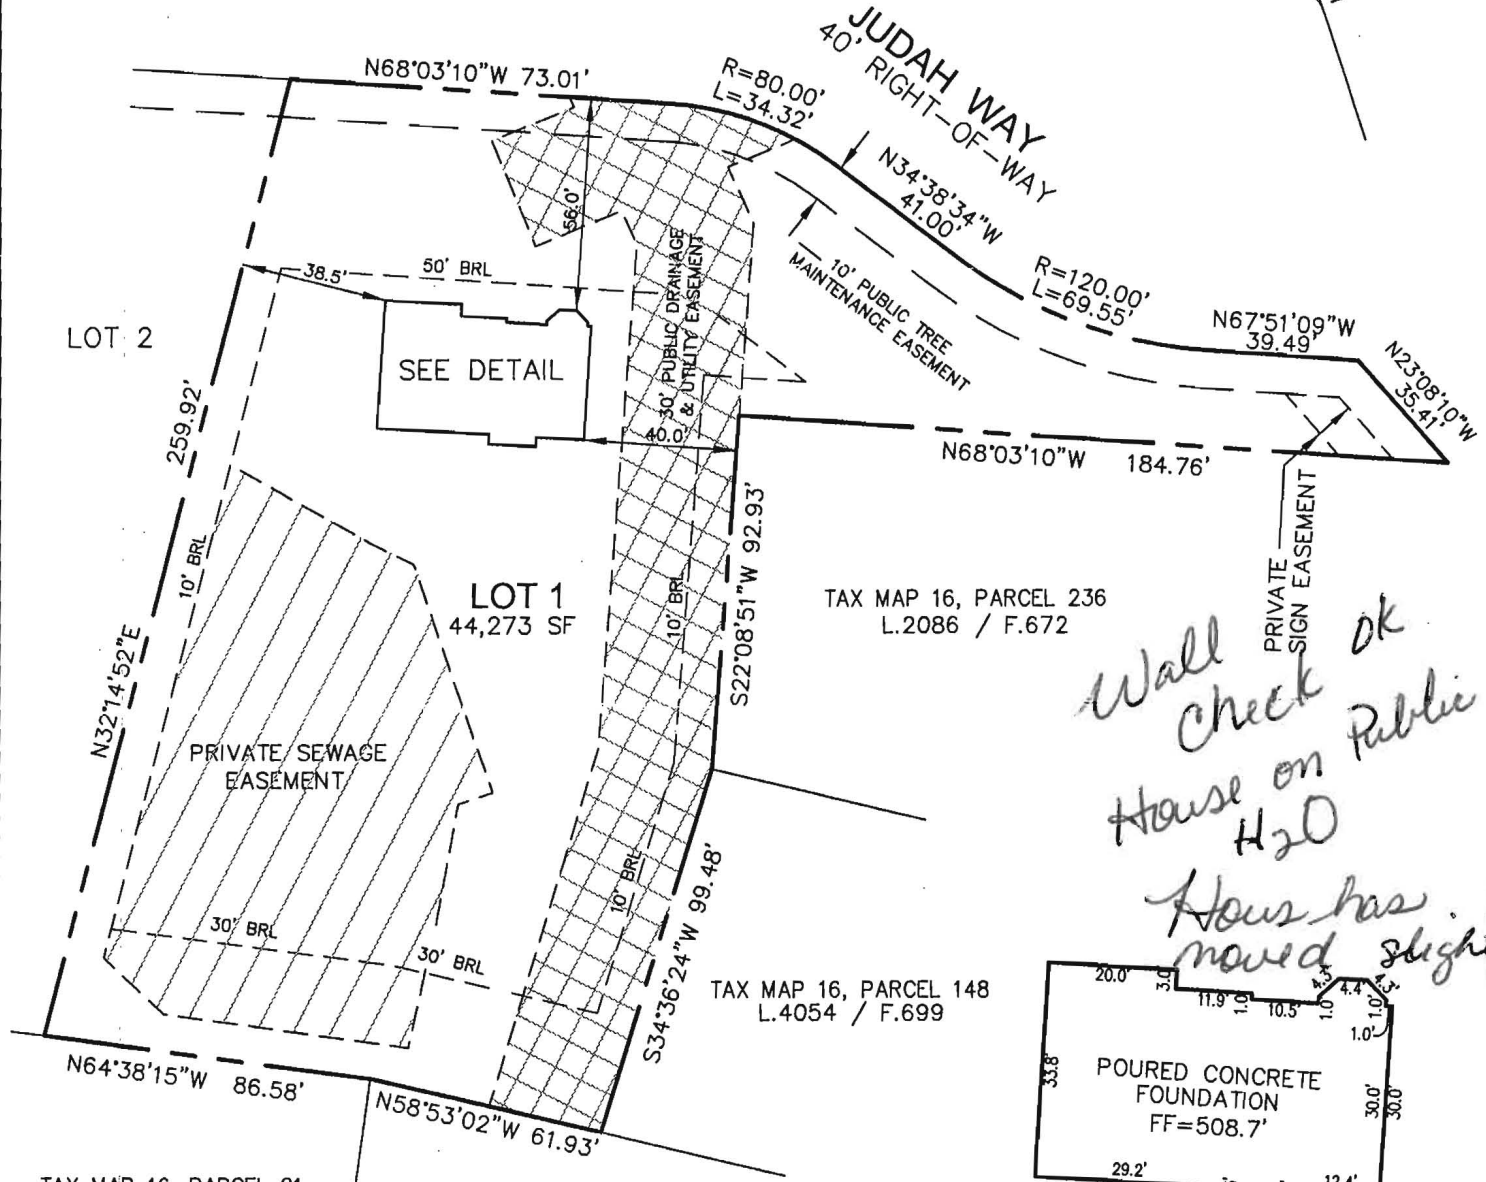 JUDAH WAY
40' RIGHT-OF-WAY
N68°03'10"W 73.01'
R=80.00'
L=34.32'
N34°38'34"W
41.00'
R=120.00'
L=69.55'
N67°51'09"W
39.49'
N23°08'10"W
35.41'
10' PUBLIC TREE
MAINTENANCE EASEMENT
56.0'
38.5'
50' BRL
30' PUBLIC DRAINAGE
& UTILITY EASEMENT
LOT 2
SEE DETAIL
40.0'
N68°03'10"W 184.76'
PRIVATE
SIGN EASEMENT
259.92'
N32°14'52"E
10' BRL
LOT 1
44,273 SF
10' BRL
S22°08'51"W 92.93'
TAX MAP 16, PARCEL 236
L.2086 / F.672
Wall
Check ok
House on Public
H2O
Hous has
moved
PRIVATE SEWAGE
EASEMENT
10' BRL
30' BRL
30' BRL
S34°36'24"W 99.48'
TAX MAP 16, PARCEL 148
L.4054 / F.699
N64°38'15"W 86.58'
N58°53'02"W 61.93'
20.0'
3.0'
11.9'
1.0'
10.5'
1.0'
4.3'
4.4'
4.3'
1.0'
1.0'
33.8'
POURED CONCRETE
FOUNDATION
FF=508.7'
30.0'
30.0'
29.2'
12.4'
TAX MAP 16, PARCEL